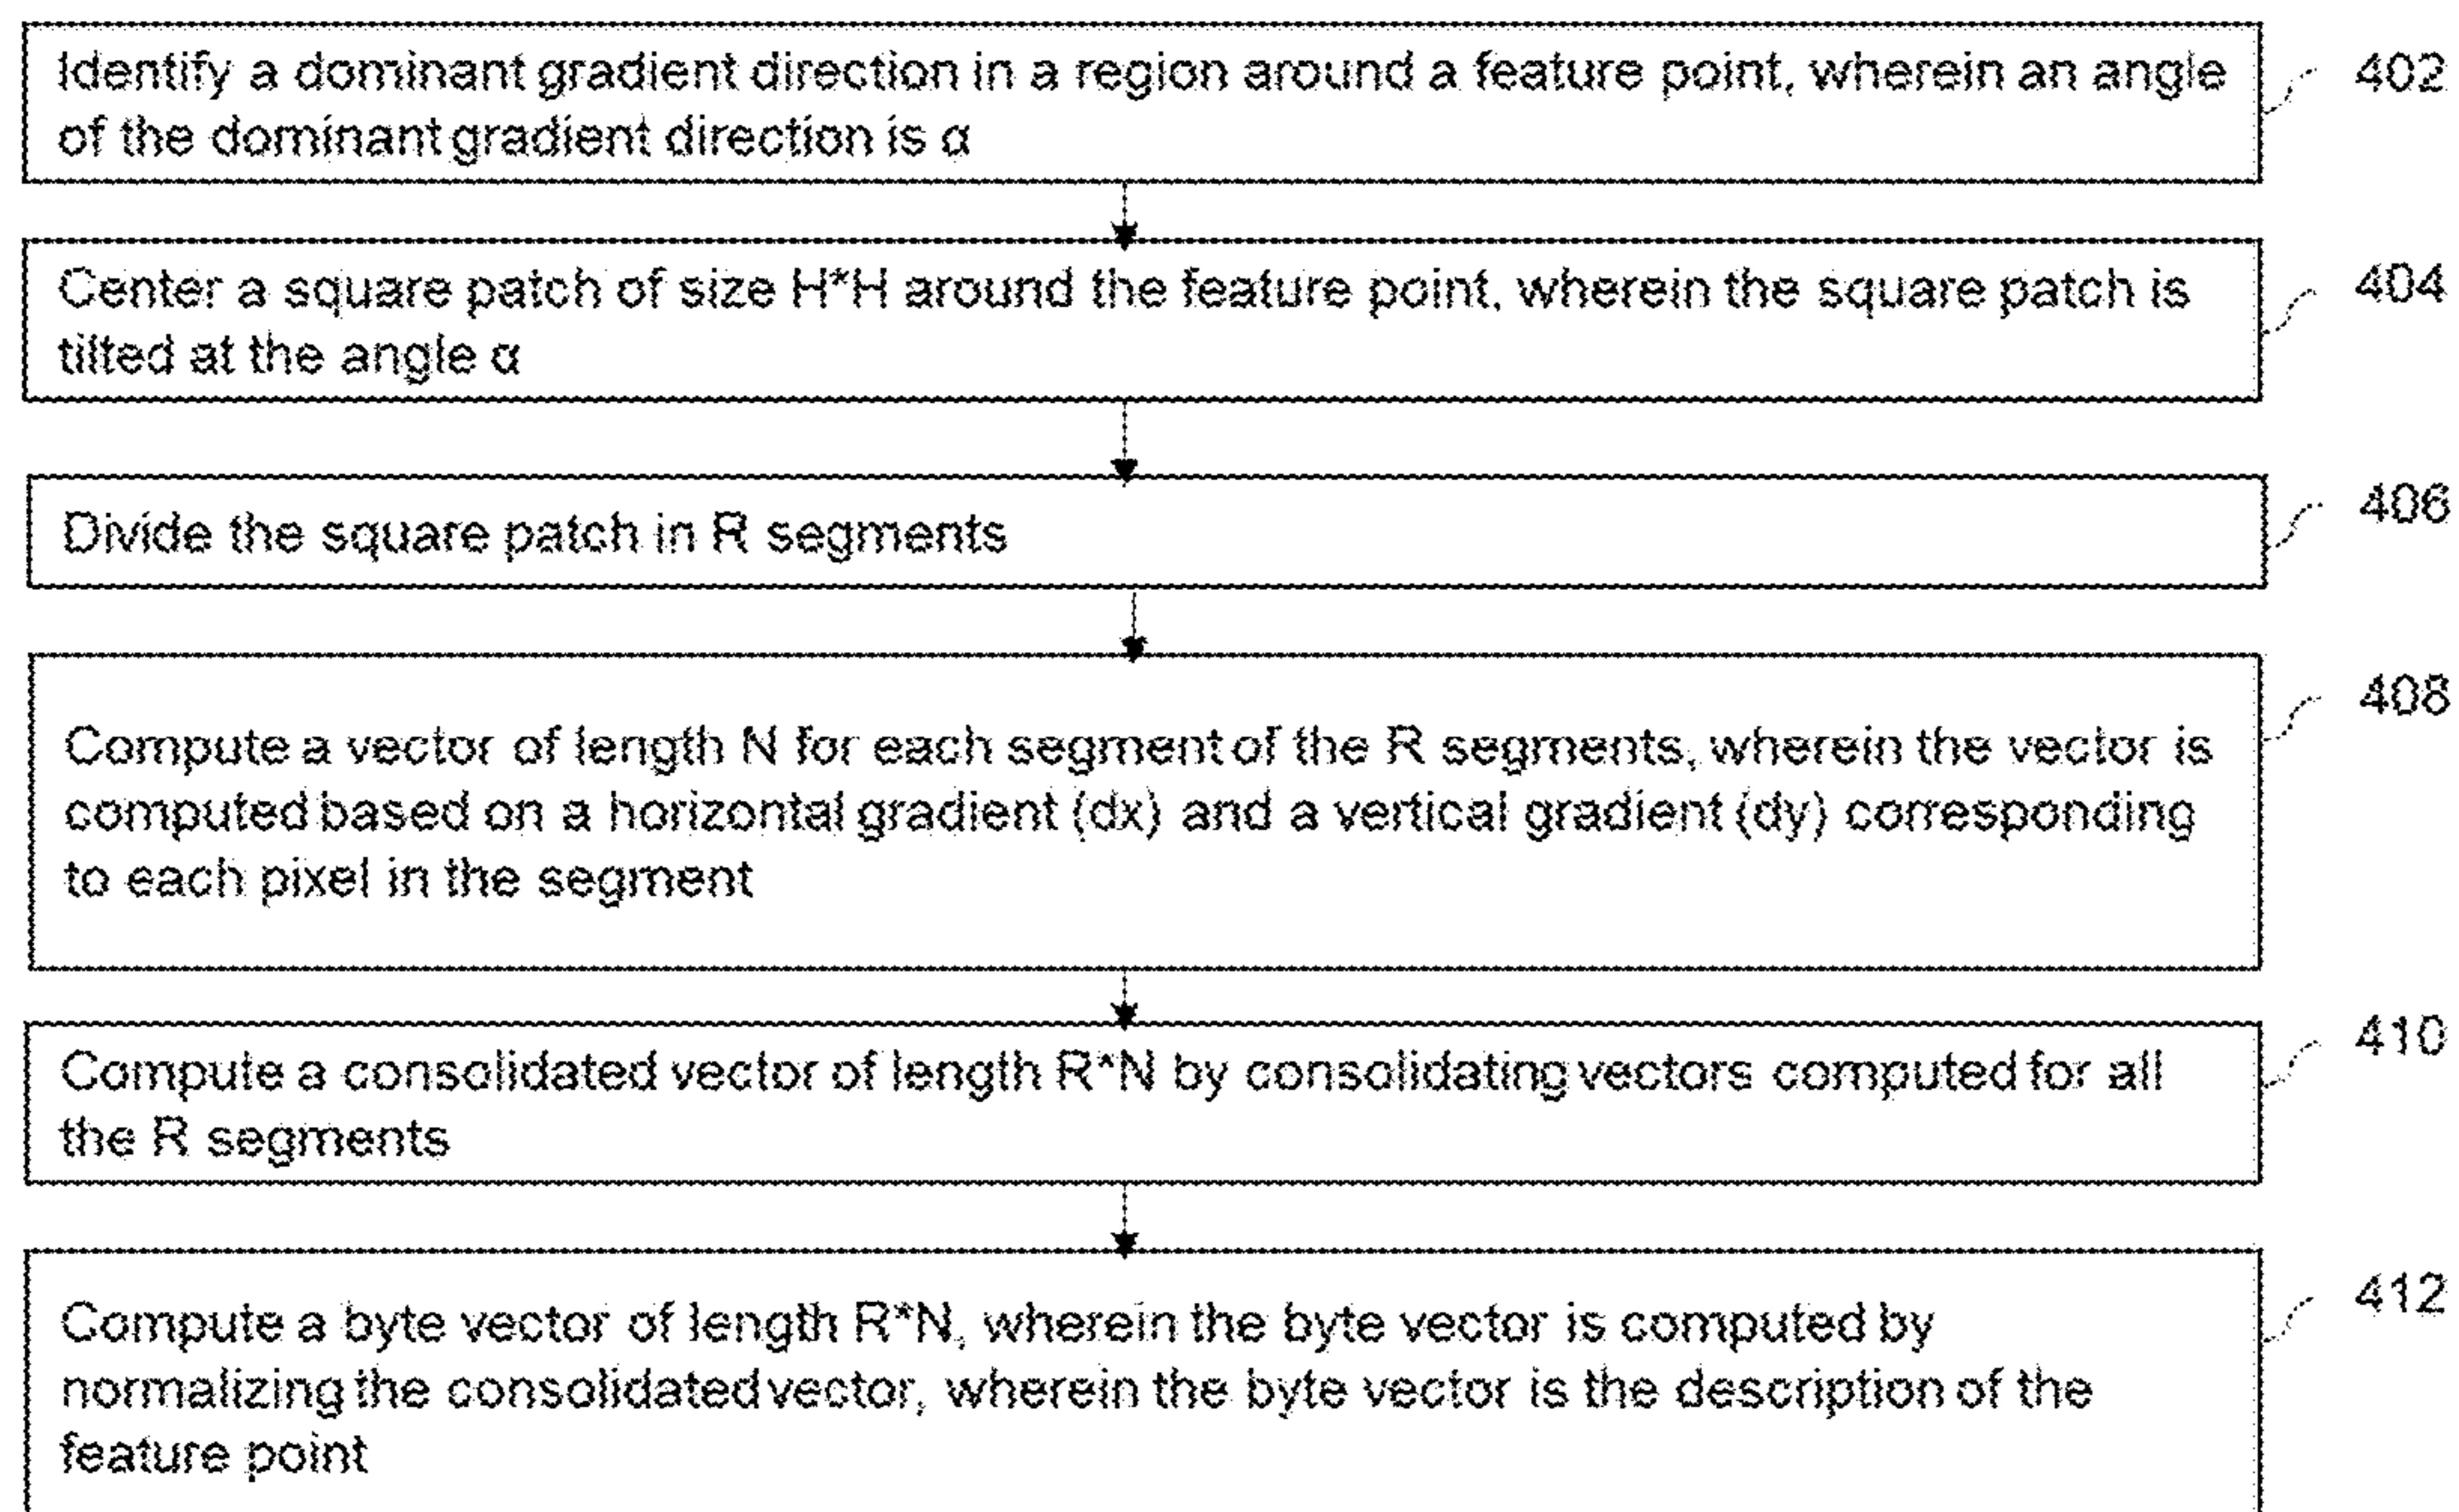 Identify a dominant gradient direction in a region around a feature point, wherein an angle
of the dominant gradient direction is α
402
Center a square patch of size H*H around the feature point, wherein the square patch is
tilted at the angle α
404
Divide the square patch in R segments
406
Compute a vector of length N for each segment of the R segments, wherein the vector is
computed based on a horizontal gradient (dx) and a vertical gradient (dy) corresponding
to each pixel in the segment
408
Compute a consolidated vector of length R*N by consolidating vectors computed for all
the R segments
410
Compute a byte vector of length R*N, wherein the byte vector is computed by
normalizing the consolidated vector, wherein the byte vector is the description of the
feature point
412